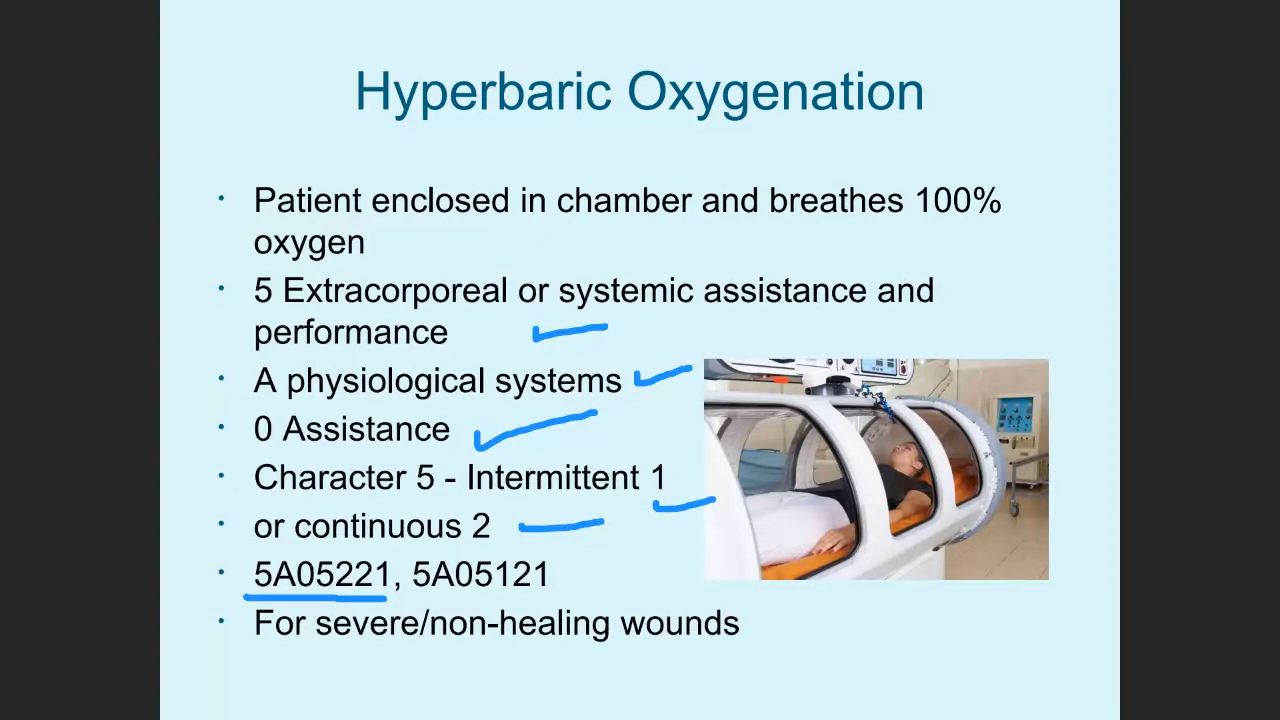 Hyperbaric Oxygenation
• Patient enclosed in chamber and breathes 100%
oxygen
• 5 Extracorporeal or systemic assistance and
performance
• A physiological systems
• 0 Assistance
• Character 5 - Intermittent 1
• or continuous 2
• 5A05221, 5A05121
• For severe/non-healing wounds